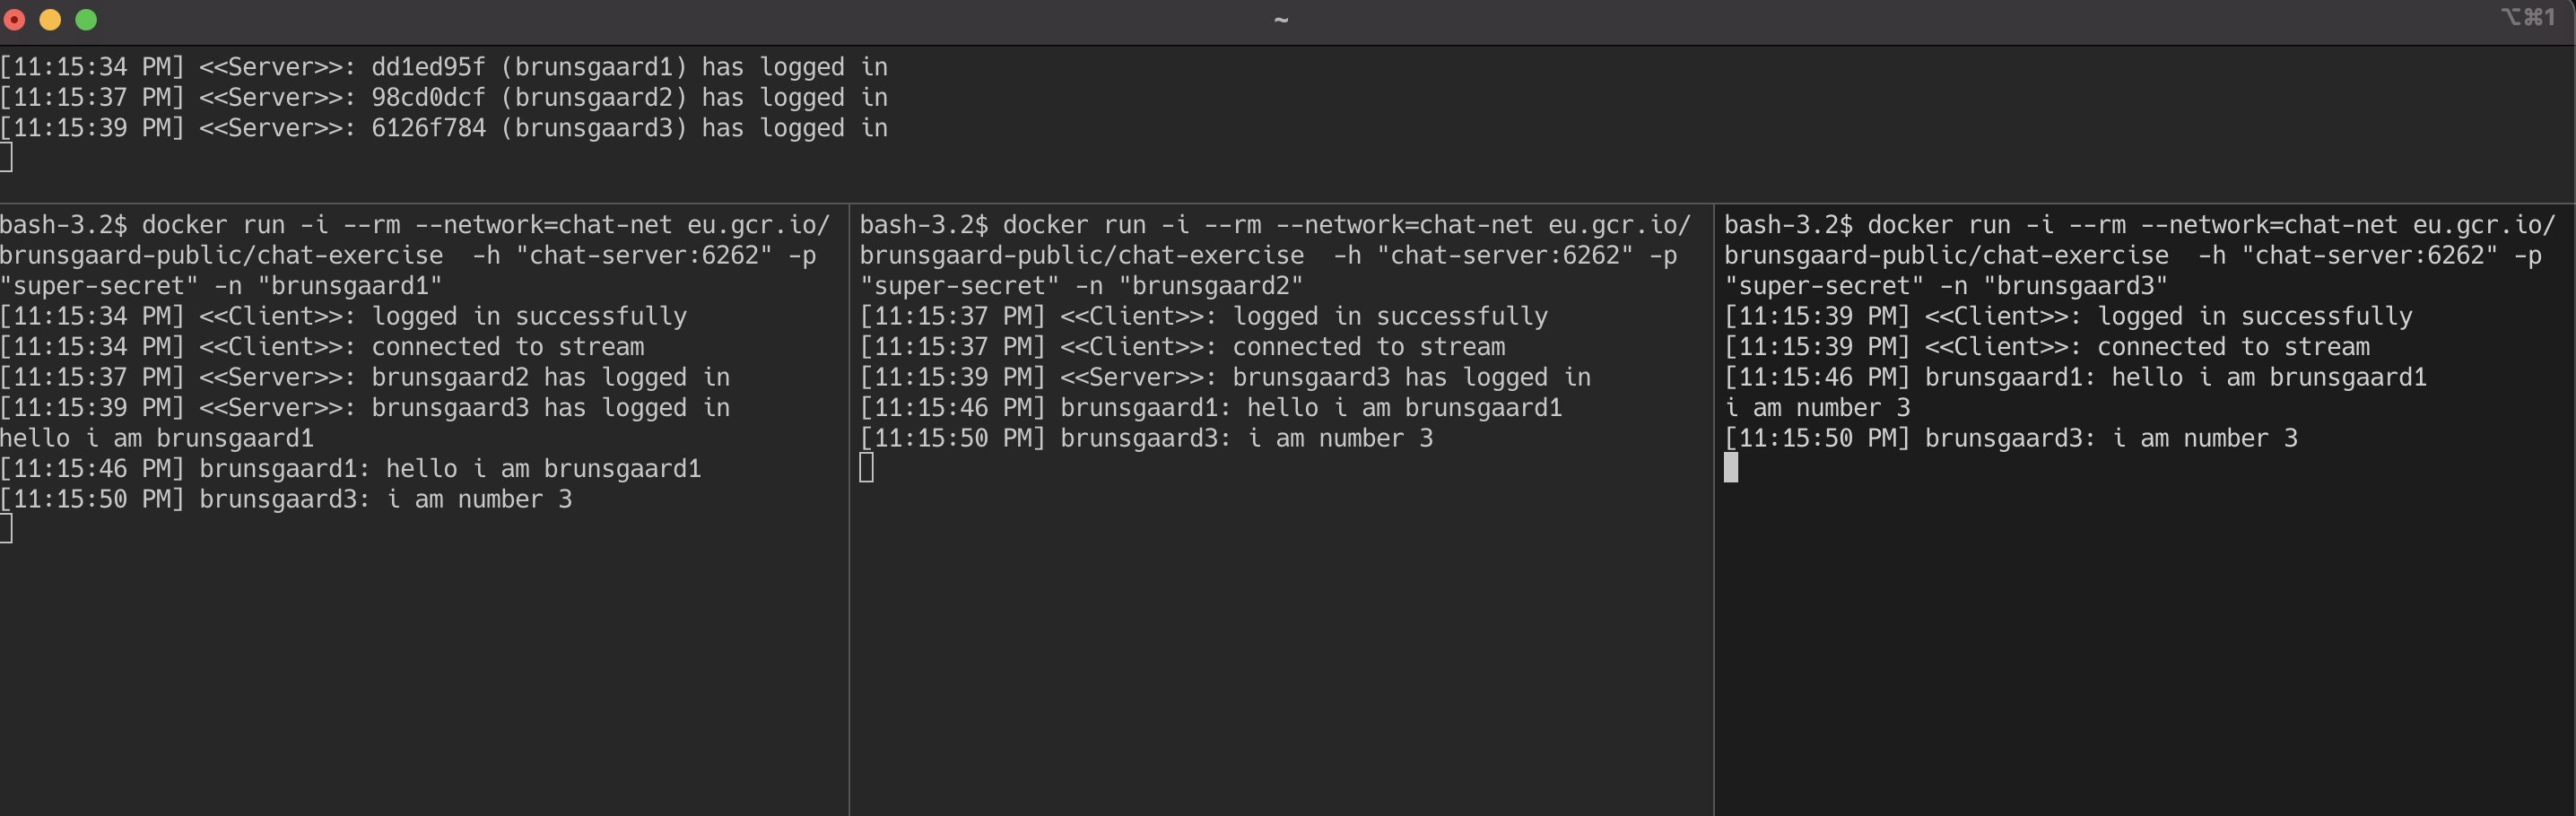 ~
⌥⌘1
[11:15:34 PM] <<Server>>: dd1ed95f (brunsgaard1) has logged in
[11:15:37 PM] <<Server>>: 98cd0dcf (brunsgaard2) has logged in
[11:15:39 PM] <<Server>>: 6126f784 (brunsgaard3) has logged in
bash-3.2$ docker run -i --rm --network=chat-net eu.gcr.io/
brunsgaard-public/chat-exercise  -h "chat-server:6262" -p
"super-secret" -n "brunsgaard1"
[11:15:34 PM] <<Client>>: logged in successfully
[11:15:34 PM] <<Client>>: connected to stream
[11:15:37 PM] <<Server>>: brunsgaard2 has logged in
[11:15:39 PM] <<Server>>: brunsgaard3 has logged in
hello i am brunsgaard1
[11:15:46 PM] brunsgaard1: hello i am brunsgaard1
[11:15:50 PM] brunsgaard3: i am number 3
bash-3.2$ docker run -i --rm --network=chat-net eu.gcr.io/
brunsgaard-public/chat-exercise  -h "chat-server:6262" -p
"super-secret" -n "brunsgaard2"
[11:15:37 PM] <<Client>>: logged in successfully
[11:15:37 PM] <<Client>>: connected to stream
[11:15:39 PM] <<Server>>: brunsgaard3 has logged in
[11:15:46 PM] brunsgaard1: hello i am brunsgaard1
[11:15:50 PM] brunsgaard3: i am number 3
bash-3.2$ docker run -i --rm --network=chat-net eu.gcr.io/
brunsgaard-public/chat-exercise  -h "chat-server:6262" -p
"super-secret" -n "brunsgaard3"
[11:15:39 PM] <<Client>>: logged in successfully
[11:15:39 PM] <<Client>>: connected to stream
[11:15:46 PM] brunsgaard1: hello i am brunsgaard1
i am number 3
[11:15:50 PM] brunsgaard3: i am number 3